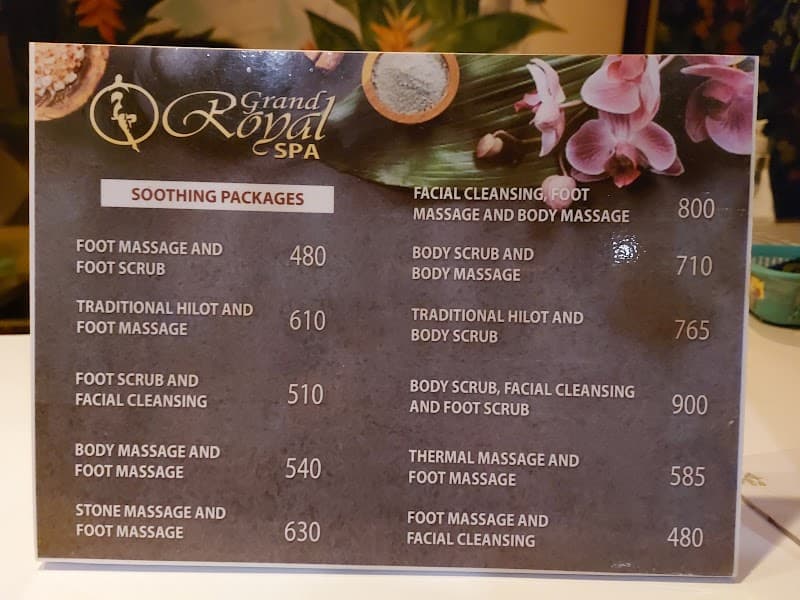 Grand
Royal
SPA
SOOTHING PACKAGES
FOOT MASSAGE AND
FOOT SCRUB 480
TRADITIONAL HILOT AND
FOOT MASSAGE 610
FOOT SCRUB AND
FACIAL CLEANSING 510
BODY MASSAGE AND
FOOT MASSAGE 540
STONE MASSAGE AND
FOOT MASSAGE 630
FACIAL CLEANSING, FOOT
MASSAGE AND BODY MASSAGE 800
BODY SCRUB AND
BODY MASSAGE 710
TRADITIONAL HILOT AND
BODY SCRUB 765
BODY SCRUB, FACIAL CLEANSING
AND FOOT SCRUB 900
THERMAL MASSAGE AND
FOOT MASSAGE 585
FOOT MASSAGE AND
FACIAL CLEANSING 480